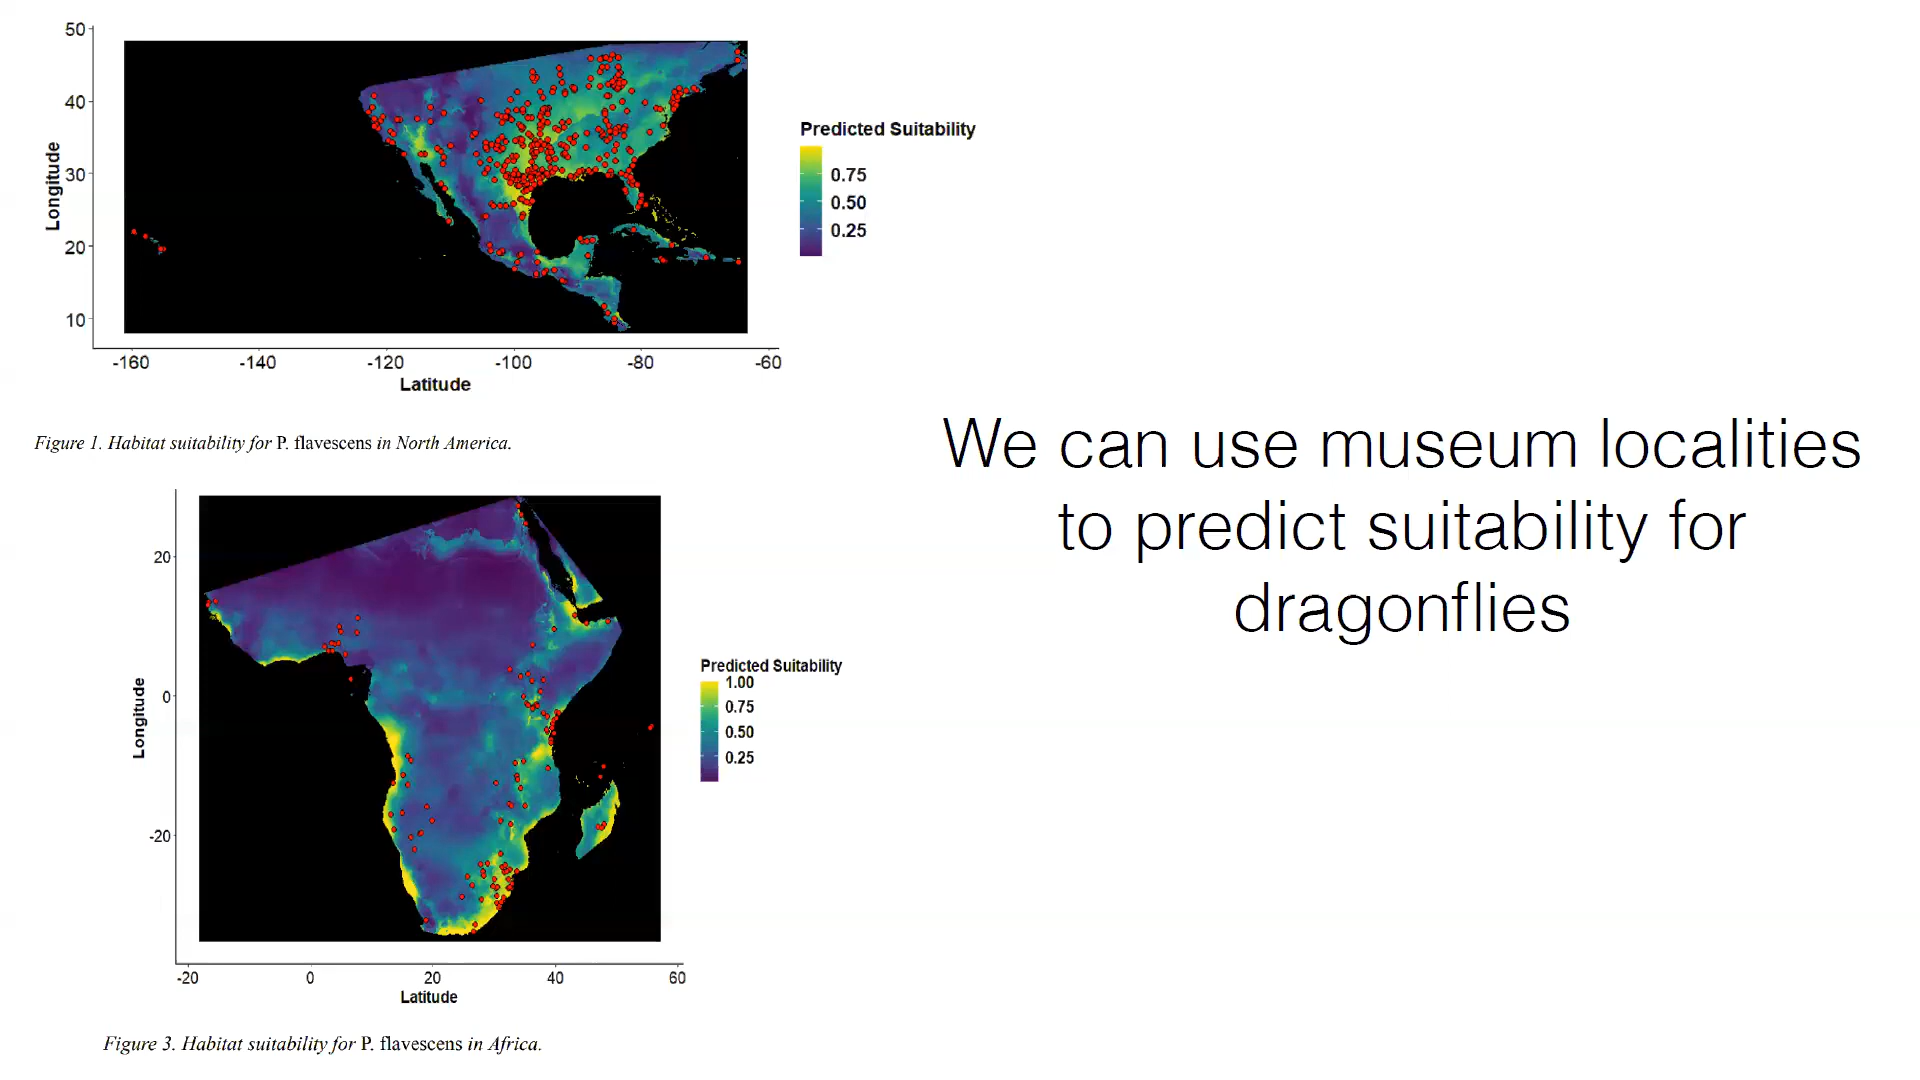 50
40
30
20
10
Longitude
-160 -140 -120 -100 -80 -60
Latitude
Predicted Suitability
0.75
0.50
0.25
Figure 1. Habitat suitability for P. flavescens in North America.
We can use museum localities
to predict suitability for
dragonflies
20
0
-20
Longitude
-20 0 20 40 60
Latitude
Predicted Suitability
1.00
0.75
0.50
0.25
Figure 3. Habitat suitability for P. flavescens in Africa.